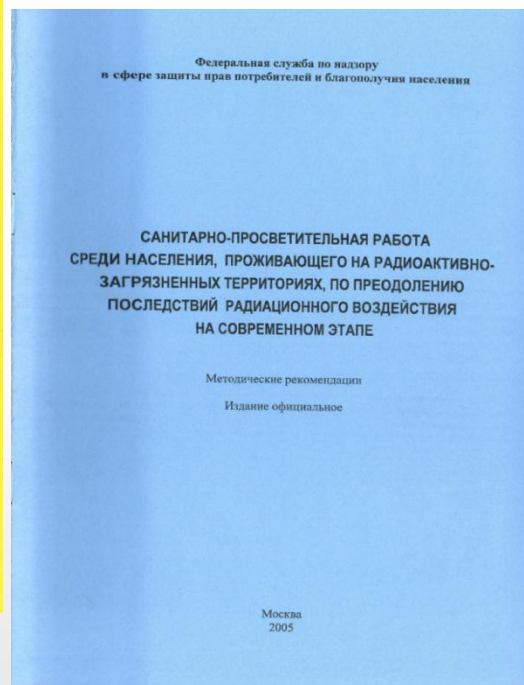 Федеральная служба по надзору
в сфере защиты прав потребителей и благополучия населения
САНИТАРНО-ПРОСВЕТИТЕЛЬНАЯ РАБОТА
СРЕДИ НАСЕЛЕНИЯ, ПРОЖИВАЮЩЕГО НА РАДИОАКТИВНО-
ЗАГРЯЗНЕННЫХ ТЕРРИТОРИЯХ, ПО ПРЕОДОЛЕНИЮ
ПОСЛЕДСТВИЙ РАДИАЦИОННОГО ВОЗДЕЙСТВИЯ
НА СОВРЕМЕННОМ ЭТАПЕ
Методические рекомендации
Издание официальное
Москва
2005